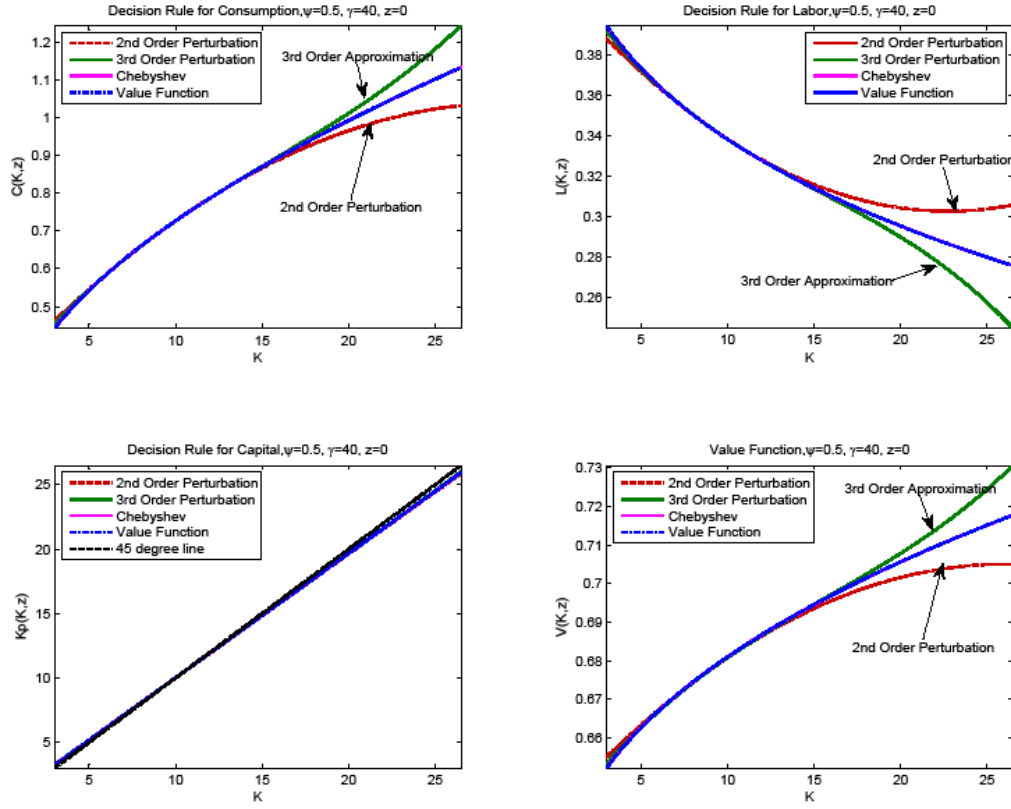 Decision Rule for Consumption,ψ=0.5, γ=40, z=0
1.2
1.1
1
0.9
0.8
0.7
0.6
0.5
C(K,z)
2nd Order Perturbation
3rd Order Perturbation
Chebyshev
Value Function
3rd Order Approximation
2nd Order Perturbation
5
10
15
20
25
K
Decision Rule for Labor,ψ=0.5, γ=40, z=0
0.38
0.36
0.34
0.32
0.3
0.28
0.26
L(K,z)
2nd Order Perturbation
3rd Order Perturbation
Chebyshev
Value Function
2nd Order Perturbation
3rd Order Approximation
5
10
15
20
25
K
Decision Rule for Capital,ψ=0.5, γ=40, z=0
25
20
15
10
5
Kp(K,z)
2nd Order Perturbation
3rd Order Perturbation
Chebyshev
Value Function
45 degree line
5
10
15
20
25
K
Value Function,ψ=0.5, γ=40, z=0
0.73
0.72
0.71
0.7
0.69
0.68
0.67
0.66
V(K,z)
2nd Order Perturbation
3rd Order Perturbation
Chebyshev
Value Function
3rd Order Approximation
2nd Order Perturbation
5
10
15
20
25
K